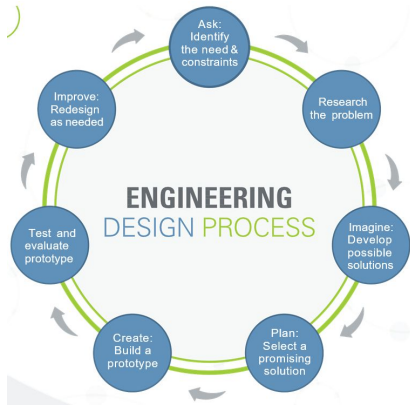 Ask:
Identify
the need &
constraints
Research
the problem
Imagine:
Develop
possible
solutions
Plan:
Select a
promising
solution
Create:
Build a
prototype
Test and
evaluate
prototype
Improve:
Redesign
as needed
ENGINEERING
DESIGN PROCESS